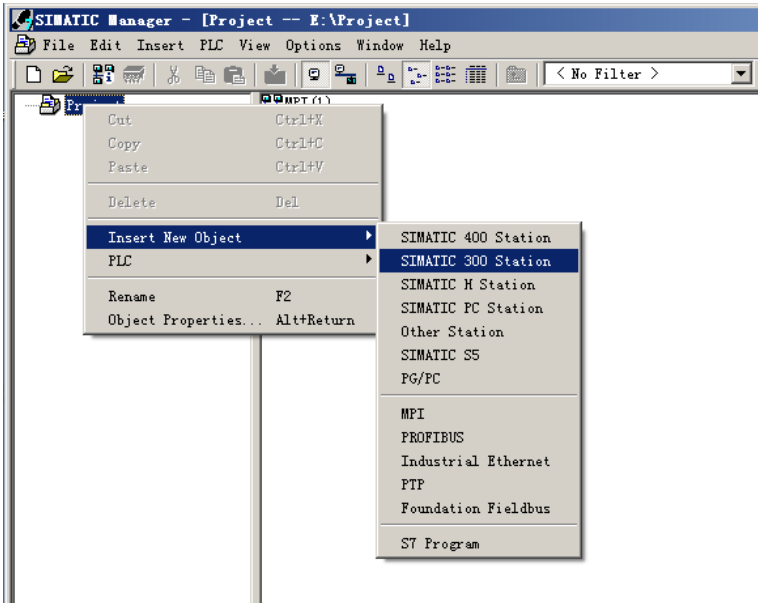 SIMATIC Manager - [Project -- E:\Project]
File Edit Insert PLC View Options Window Help
< No Filter >
Project
MPI(1)
Cut Ctrl+X
Copy Ctrl+C
Paste Ctrl+V
Delete Del
Insert New Object
PLC
Rename F2
Object Properties... Alt+Return
SIMATIC 400 Station
SIMATIC 300 Station
SIMATIC H Station
SIMATIC PC Station
Other Station
SIMATIC S5
PG/PC
MPI
PROFIBUS
Industrial Ethernet
PTP
Foundation Fieldbus
S7 Program